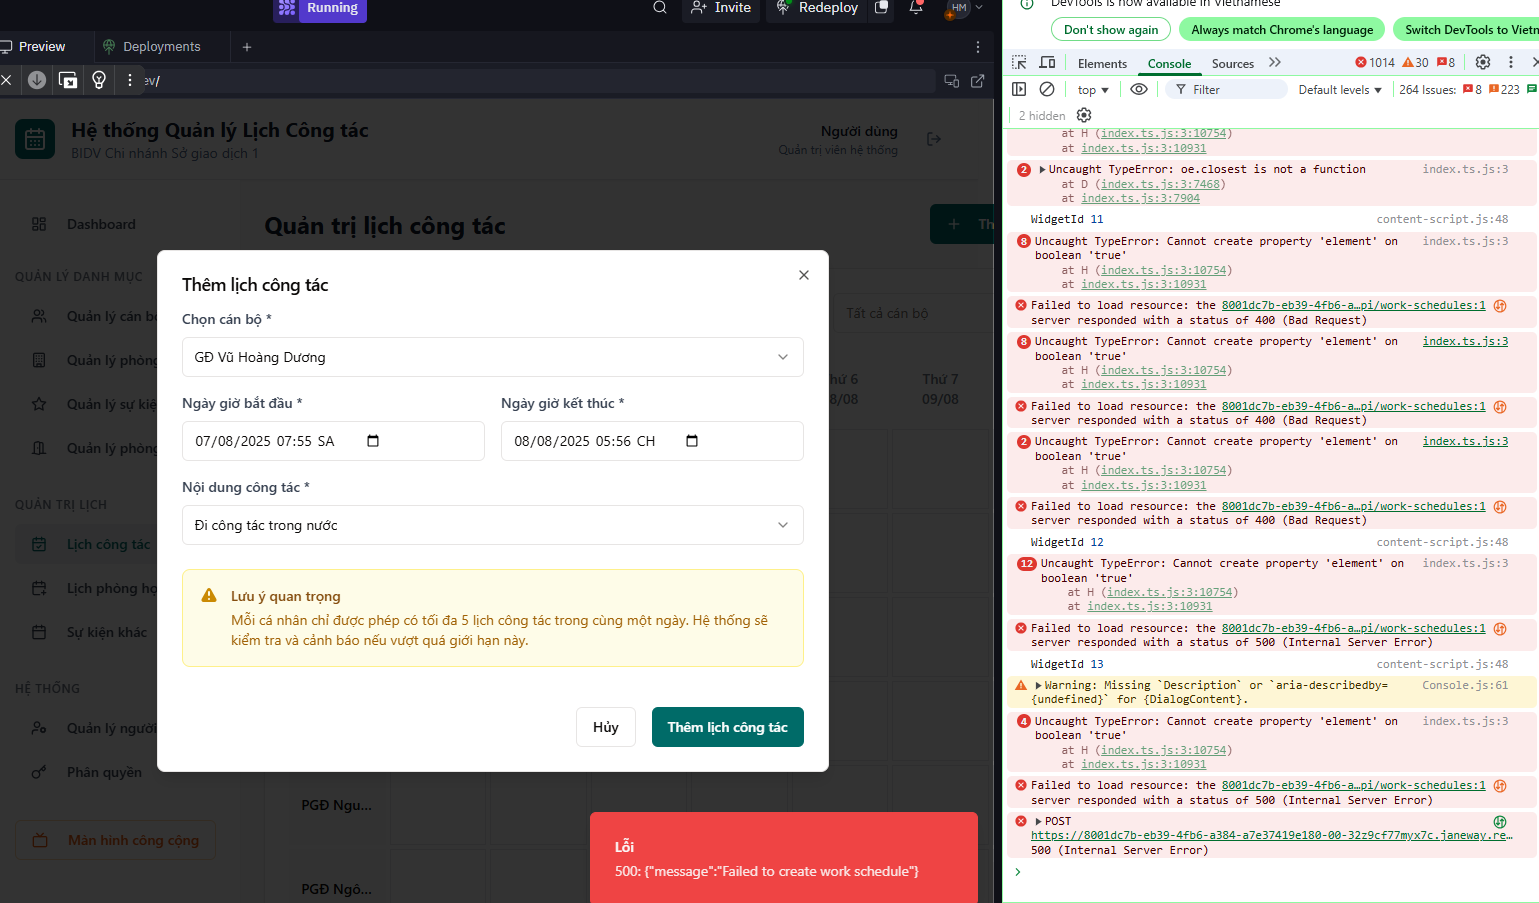 Running
Invite
Redeploy
HM
Preview
Deployments
ev/
Hệ thống Quản lý Lịch Công tác
BIDV Chi nhánh Sở giao dịch 1
Người dùng
Quản trị viên hệ thống
Dashboard
QUẢN LÝ DANH MỤC
Quản lý cán b
Quản lý phòng
Quản lý sự kiệ
Quản lý phòng
QUẢN TRỊ LỊCH
Lịch công tác
Lịch phòng họ
Sự kiện khác
HỆ THỐNG
Quản lý người
Phân quyền
Màn hình công cộng
Quản trị lịch công tác
+ Th
Tất cả cán bộ
hứ 6
8/08
Thứ 7
09/08
PGĐ Ngu...
PGĐ Ngô...
Thêm lịch công tác
Chọn cán bộ *
GĐ Vũ Hoàng Dương
Ngày giờ bắt đầu *
Ngày giờ kết thúc *
07/08/2025 07:55 SA
08/08/2025 05:56 CH
Nội dung công tác *
Đi công tác trong nước
Lưu ý quan trọng
Mỗi cá nhân chỉ được phép có tối đa 5 lịch công tác trong cùng một ngày. Hệ thống sẽ
kiểm tra và cảnh báo nếu vượt quá giới hạn này.
Hủy
Thêm lịch công tác
Lỗi
500: {"message":"Failed to create work schedule"}
DevTools is now available in Vietnamese
Don't show again
Always match Chrome's language
Switch DevTools to Vietn
Elements
Console
Sources
1014
30
8
top
Filter
Default levels
264 Issues:
8
223
2 hidden
at H (index.ts.js:3:10754)
at index.ts.js:3:10931
2 Uncaught TypeError: oe.closest is not a function index.ts.js:3
at D (index.ts.js:3:7468)
at index.ts.js:3:7904
WidgetId 11 content-script.js:48
8 Uncaught TypeError: Cannot create property 'element' on index.ts.js:3
boolean 'true'
at H (index.ts.js:3:10754)
at index.ts.js:3:10931
Failed to load resource: the 8001dc7b-eb39-4fb6-a…pi/work-schedules:1
server responded with a status of 400 (Bad Request)
8 Uncaught TypeError: Cannot create property 'element' on index.ts.js:3
boolean 'true'
at H (index.ts.js:3:10754)
at index.ts.js:3:10931
Failed to load resource: the 8001dc7b-eb39-4fb6-a…pi/work-schedules:1
server responded with a status of 400 (Bad Request)
2 Uncaught TypeError: Cannot create property 'element' on index.ts.js:3
boolean 'true'
at H (index.ts.js:3:10754)
at index.ts.js:3:10931
Failed to load resource: the 8001dc7b-eb39-4fb6-a…pi/work-schedules:1
server responded with a status of 400 (Bad Request)
WidgetId 12 content-script.js:48
12 Uncaught TypeError: Cannot create property 'element' on index.ts.js:3
boolean 'true'
at H (index.ts.js:3:10754)
at index.ts.js:3:10931
Failed to load resource: the 8001dc7b-eb39-4fb6-a…pi/work-schedules:1
server responded with a status of 500 (Internal Server Error)
WidgetId 13 content-script.js:48
Warning: Missing `Description` or `aria-describedby= Console.js:61
{undefined}` for {DialogContent}.
4 Uncaught TypeError: Cannot create property 'element' on index.ts.js:3
boolean 'true'
at H (index.ts.js:3:10754)
at index.ts.js:3:10931
Failed to load resource: the 8001dc7b-eb39-4fb6-a…pi/work-schedules:1
server responded with a status of 500 (Internal Server Error)
POST
https://8001dc7b-eb39-4fb6-a384-a7e37419e180-00-32z9cf77myx7c.janeway.re…
500 (Internal Server Error)